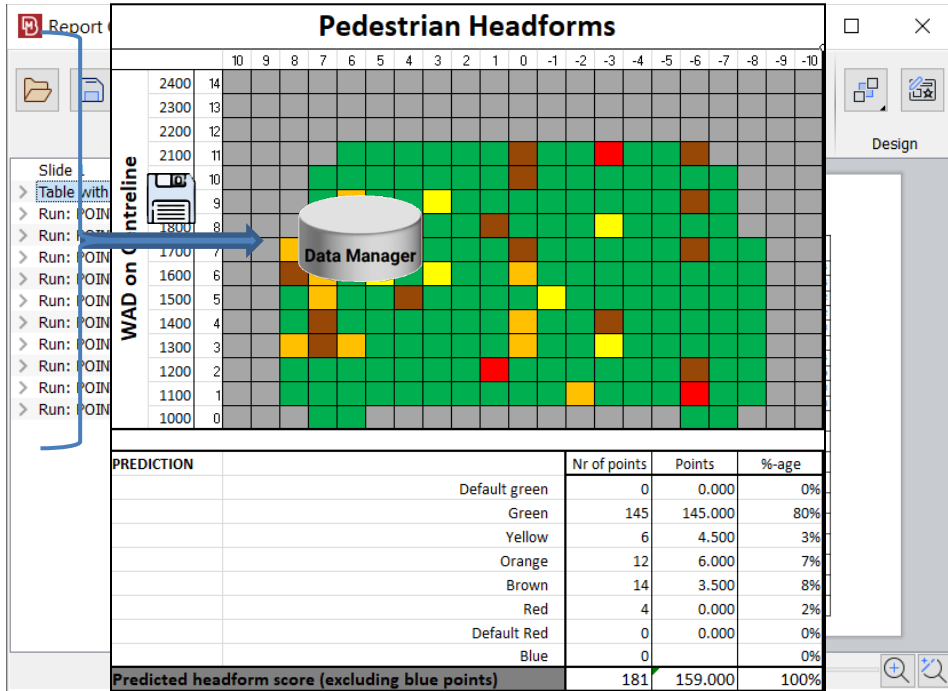 Report
Pedestrian Headforms
10 9 8 7 6 5 4 3 2 1 0 -1 -2 -3 -4 -5 -6 -7 -8 -9 -10
WAD on Centreline
2400 14
2300 13
2200 12
2100 11
10
9
1800 8
1700 7
1600 6
1500 5
1400 4
1300 3
1200 2
1100 1
1000 0
Data Manager
Design
Slide
Table with
Run: POIN
Run: POIN
Run: POIN
Run: POIN
Run: POIN
Run: POIN
Run: POIN
Run: POIN
Run: POIN
Run: POIN
PREDICTION Nr of points Points %-age
Default green 0 0.000 0%
Green 145 145.000 80%
Yellow 6 4.500 3%
Orange 12 6.000 7%
Brown 14 3.500 8%
Red 4 0.000 2%
Default Red 0 0.000 0%
Blue 0 0%
Predicted headform score (excluding blue points) 181 159.000 100%